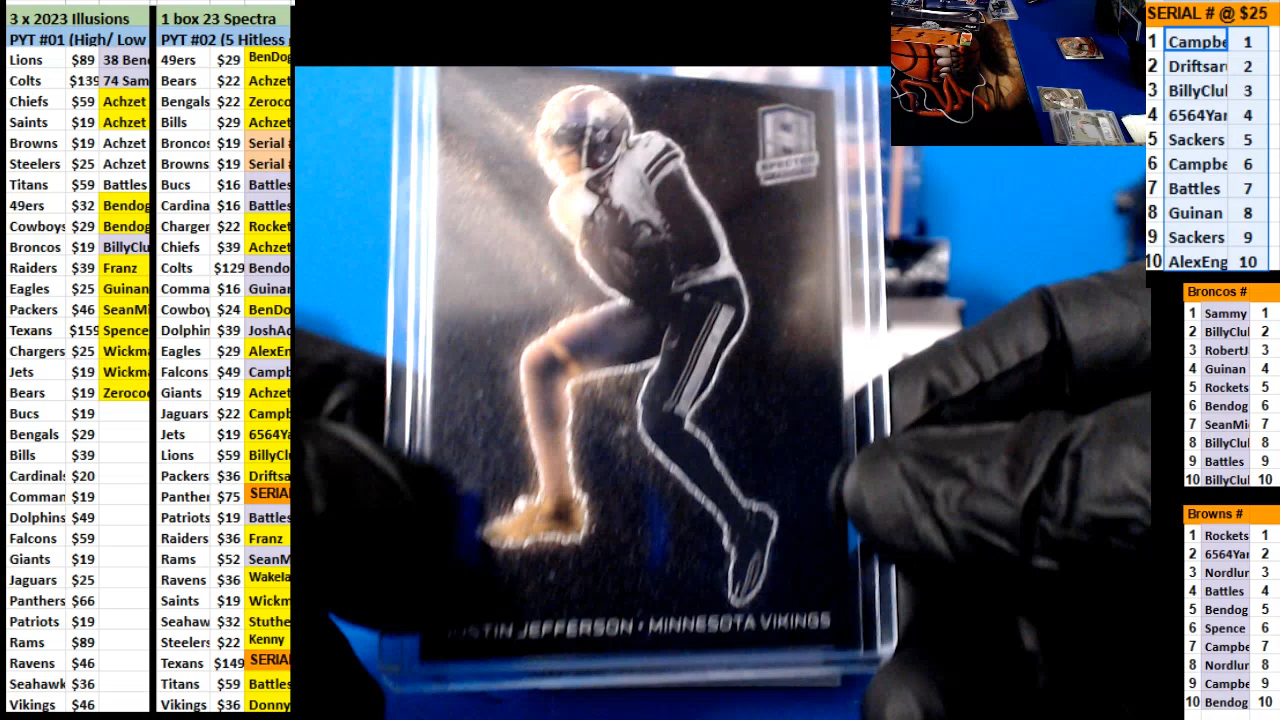 3 x 2023 Illusions
PYT #01 (High/ Low
Lions $89 38 Ben
Colts $139 74 Sam
Chiefs $59 Achzet
Saints $19 Achzet
Browns $19 Achzet
Steelers $25 Achzet
Titans $59 Battles
49ers $32 Bendog
Cowboys $29 Bendog
Broncos $19 BillyClu
Raiders $39 Franz
Eagles $25 Guinan
Packers $46 SeanMi
Texans $159 Spence
Chargers $25 Wickma
Jets $19 Wickma
Bears $19 Zeroco
Bucs $19
Bengals $29
Bills $39
Cardinals $20
Comman $19
Dolphins $49
Falcons $59
Giants $19
Jaguars $25
Panthers $66
Patriots $19
Rams $89
Ravens $46
Seahawk $36
Vikings $46
1 box 23 Spectra
PYT #02 (5 Hitless
49ers $29 BenDog
Bears $22 Achzet
Bengals $22 Zeroco
Bills $29 Achzet
Broncos $19 Serial
Browns $19 Serial
Bucs $16 Battles
Cardina $16 Battles
Charger $22 Rocket
Chiefs $39 Achzet
Colts $129 Bendo
Comma $16 Guinar
Cowboy $24 BenDo
Dolphin $39 JoshAc
Eagles $29 AlexEn
Falcons $49 Campb
Giants $19 Achzet
Jaguars $22 Campb
Jets $19 6564Ya
Lions $59 BillyCl
Packers $36 Driftsa
Panther $75 SERIA
Patriots $19 Battles
Raiders $36 Franz
Rams $52 SeanM
Ravens $36 Wakela
Saints $19 Wickm
Seahaw $32 Stuthe
Steelers $22 Kenny
Texans $149 SERIA
Titans $59 Battles
Vikings $36 Donny
SPECTRA
USTIN JEFFERSON • MINNESOTA VIKINGS
SERIAL # @ $25
1 Campbe 1
2 Driftsar 2
3 BillyClul 3
4 6564Yar 4
5 Sackers 5
6 Campbe 6
7 Battles 7
8 Guinan 8
9 Sackers 9
10 AlexEng 10
Broncos #
1 Sammy 1
2 BillyClul 2
3 RobertJ 3
4 Guinan 4
5 Rockets 5
6 Bendog 6
7 SeanMi 7
8 BillyClul 8
9 Battles 9
10 BillyClul 10
Browns #
1 Rockets 1
2 6564Yar 2
3 Nordlur 3
4 Battles 4
5 Bendog 5
6 Spence 6
7 Campbe 7
8 Nordlur 8
9 Campbe 9
10 Bendog 10